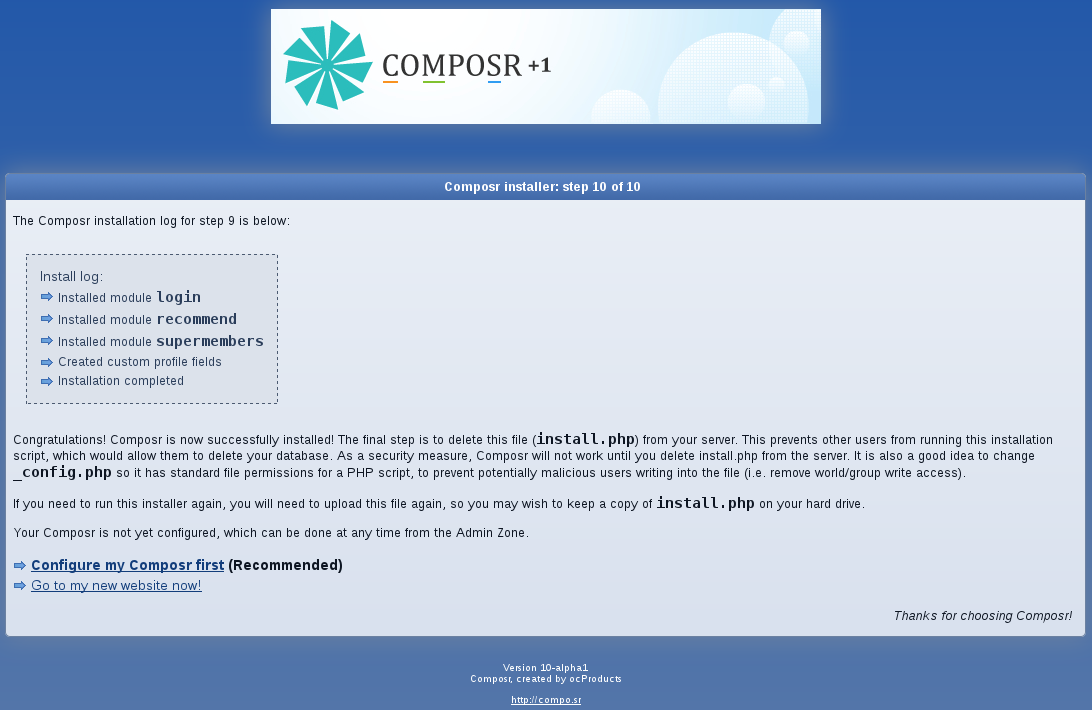 COMPOSR +1
Composr installer: step 10 of 10
The Composr installation log for step 9 is below:
Install log:
Installed module login
Installed module recommend
Installed module supermembers
Created custom profile fields
Installation completed
Congratulations! Composr is now successfully installed! The final step is to delete this file (install.php) from your server. This prevents other users from running this installation
script, which would allow them to delete your database. As a security measure, Composr will not work until you delete install.php from the server. It is also a good idea to change
_config.php so it has standard file permissions for a PHP script, to prevent potentially malicious users writing into the file (i.e. remove world/group write access).
If you need to run this installer again, you will need to upload this file again, so you may wish to keep a copy of install.php on your hard drive.
Your Composr is not yet configured, which can be done at any time from the Admin Zone.
Configure my Composr first (Recommended)
Go to my new website now!
Thanks for choosing Composr!
Version 10-alpha1
Composr, created by ocProducts
http://compo.sr